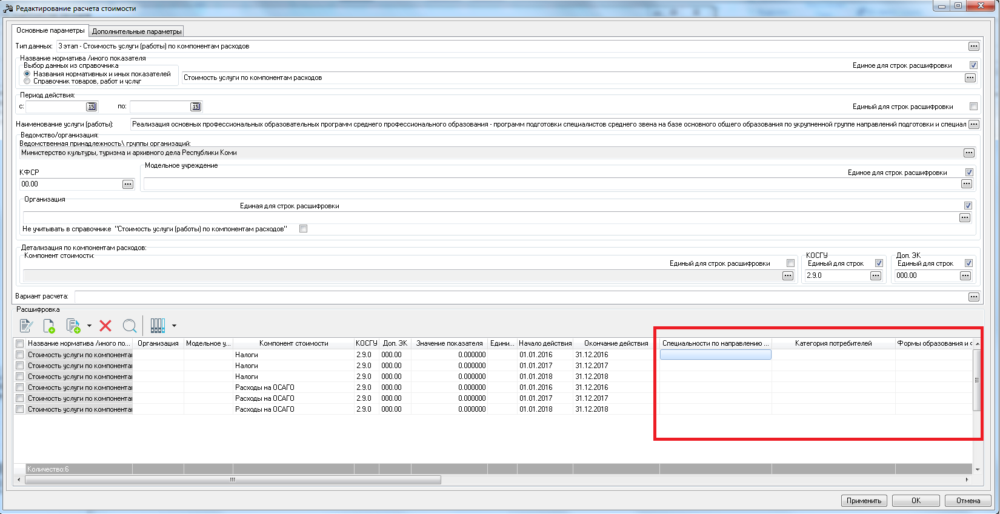 Редактирование расчета стоимости
Основные параметры
Дополнительные параметры
Тип данных: 3 этап - Стоимость услуги (работы) по компонентам расходов
Название норматива /иного показателя
Выбор данных из справочника
Единое для строк расшифровки
Названия нормативных и иных показателей
Справочник товаров, работ и услуг
Стоимость услуги по компонентам расходов
Период действия:
с: 15 по: 15 Единый для строк расшифровки
Наименование услуги (работы): Реализация основных профессиональных образовательных программ среднего профессионального образования - программ подготовки специалистов среднего звена на базе основного общего образования по укрупненной группе направлений подготовки и специал
Ведомство/организация:
Ведомственная принадлежность\ группы организаций:
Министерство культуры, туризма и архивного дела Республики Коми
Модельное учреждение
КФСР Единое для строк расшифровки
00.00
Организация
Единая для строк расшифровки
Не учитывать в справочнике "Стоимость услуги (работы) по компонентам расходов"
Детализация по компонентам расходов:
Компонент стоимости: КОСГУ Доп. ЭК
Единый для строк расшифровки Единый для строк Единый для строк
2.9.0 000.00
Вариант расчета:
Расшифровка
Название норматива /иного по... Организация Модельное у... Компонент стоимости КОСГУ Доп. ЭК Значение показателя Едини... Начало действия Окончание действия Специальности по направлению ... Категория потребителей Формы образования и ф
Стоимость услуги по компонентам Налоги 2.9.0 000.00 0.000000 01.01.2016 31.12.2016
Стоимость услуги по компонентам Налоги 2.9.0 000.00 0.000000 01.01.2017 31.12.2017
Стоимость услуги по компонентам Налоги 2.9.0 000.00 0.000000 01.01.2018 31.12.2018
Стоимость услуги по компонентам Расходы на ОСАГО 2.9.0 000.00 0.000000 01.01.2016 31.12.2016
Стоимость услуги по компонентам Расходы на ОСАГО 2.9.0 000.00 0.000000 01.01.2017 31.12.2017
Стоимость услуги по компонентам Расходы на ОСАГО 2.9.0 000.00 0.000000 01.01.2018 31.12.2018
Количество:6
Применить OK Отмена